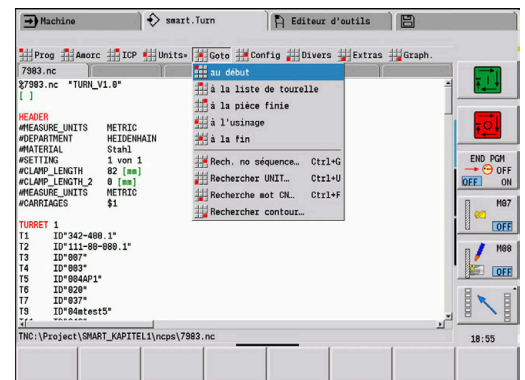 Machine smart.Turn Editeur d'outils
Prog Amorc ICP Units» Goto Config Divers Extras Graph.
7983.nc
%7983.nc "TURN_V1.0"
[ ]
HEADER
#MEASURE_UNITS METRIC
#DEPARTMENT HEIDENHAIN
#MATERIAL Stahl
#SETTING 1 von 1
#CLAMP_LENGTH 82 [mm]
#CLAMP_LENGTH_2 0 [mm]
#MEASURE_UNITS METRIC
#CARRIAGES $1
TURRET 1
T1 ID"342-400.1"
T2 ID"111-80-080.1"
T3 ID"007"
T4 ID"003"
T5 ID"004AP1"
T6 ID"020"
T7 ID"037"
T9 ID"04mtest5"
au début
à la liste de tourelle
à la pièce finie
à l'usinage
à la fin
Rech. no séquence... Ctrl+G
Rechercher UNIT... Ctrl+U
Recherche mot CN... Ctrl+F
Rechercher contour...
END PGM
OFF
OFF ON
M07
OFF
M08
OFF
TNC:\Project\SMART_KAPITEL1\ncps\7983.nc
18:55